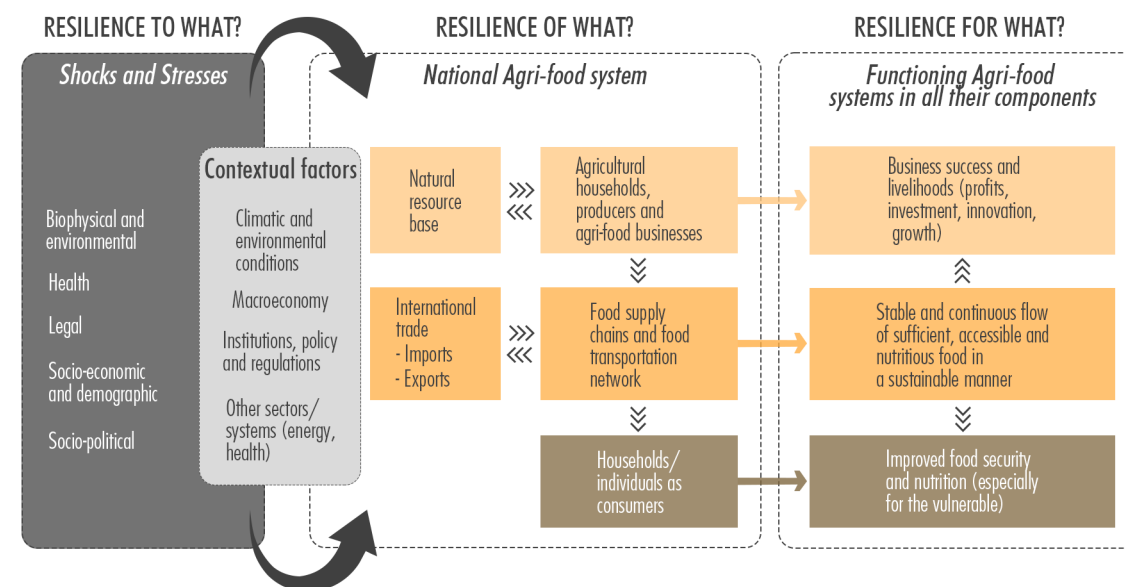 RESILIENCE TO WHAT?
Shocks and Stresses
Biophysical and
environmental
Health
Legal
Socio-economic
and demographic
Socio-political
Contextual factors
Climatic and
environmental
conditions
Macroeconomy
Institutions, policy
and regulations
Other sectors/
systems (energy,
health)
RESILIENCE OF WHAT?
National Agri-food system
Natural
resource
base
Agricultural
households,
producers and
agri-food businesses
International
trade
- Imports
- Exports
Food supply
chains and food
transportation
network
Households/
individuals as
consumers
RESILIENCE FOR WHAT?
Functioning Agri-food
systems in all their components
Business success and
livelihoods (profits,
investment, innovation,
growth)
Stable and continuous flow
of sufficient, accessible and
nutritious food in
a sustainable manner
Improved food security
and nutrition (especially
for the vulnerable)